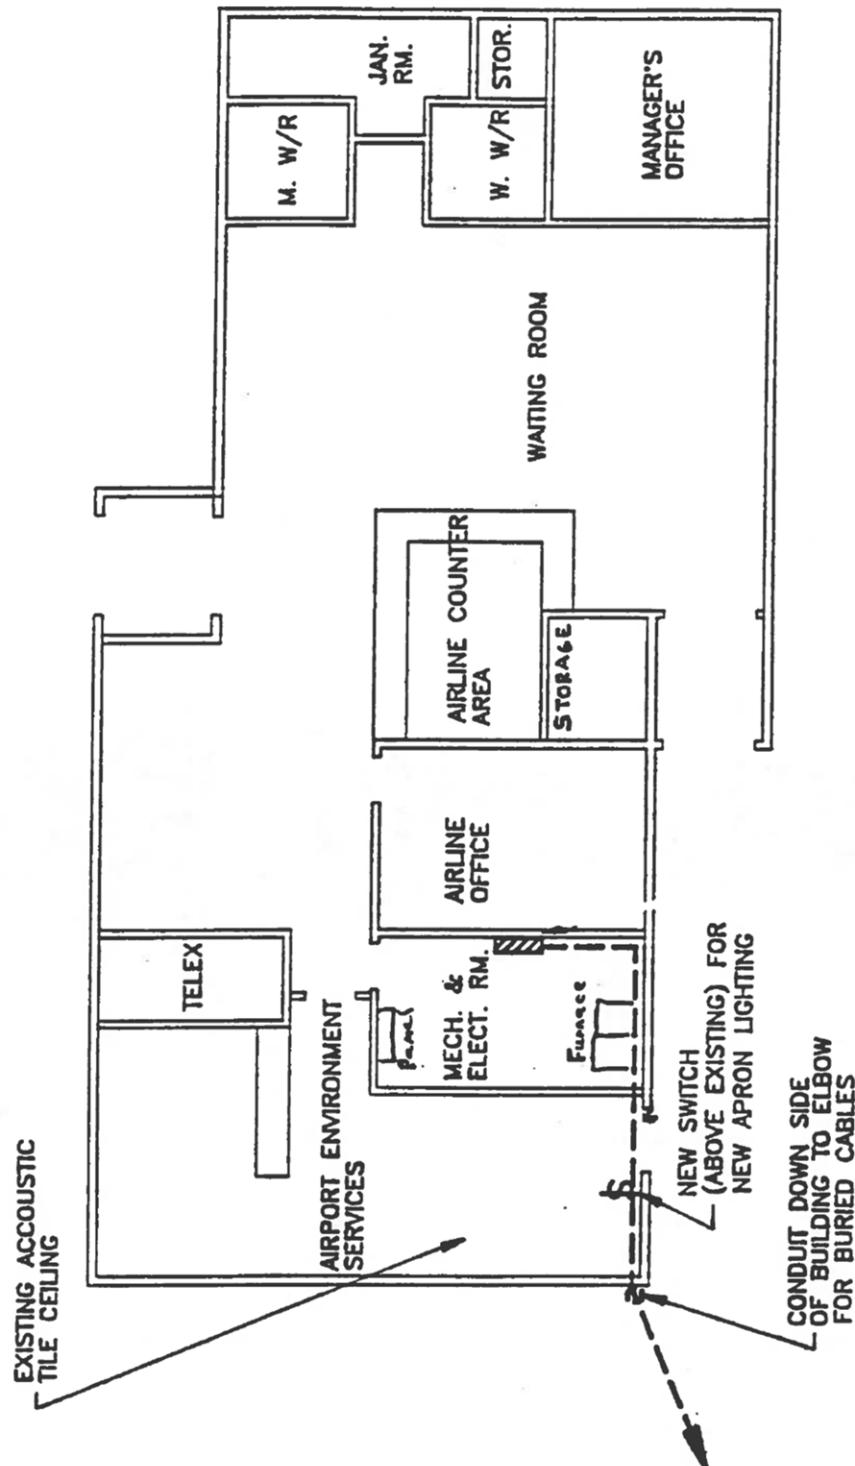 JAN.
RM.
STOR.
M. W/R
W. W/R
MANAGER'S
OFFICE
WAITING ROOM
AIRLINE COUNTER
AREA
STORAGE
AIRLINE
OFFICE
TELEX
MECH. &
ELECT. RM.
Panel
Furnace
AIRPORT ENVIRONMENT
SERVICES
EXISTING ACCOUSTIC
TILE CEILING
NEW SWITCH
(ABOVE EXISTING) FOR
NEW APRON LIGHTING
CONDUIT DOWN SIDE
OF BUILDING TO ELBOW
FOR BURIED CABLES
S